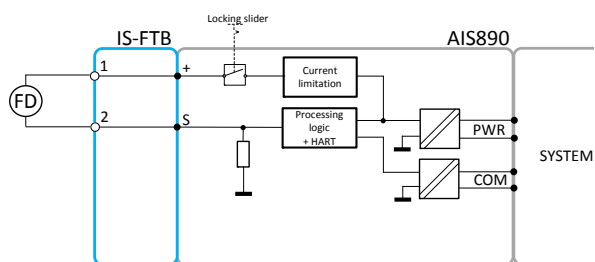 Locking slider
IS-FTB
AIS890
1
+
Current
limitation
FD
2
S
Processing
logic
+ HART
PWR
COM
SYSTEM